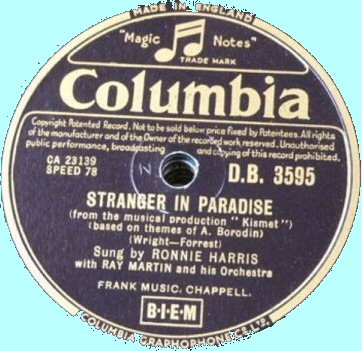 MADE IN ENGLAND
"Magic Notes"
TRADE MARK
Columbia
Copyright Patented Record. Not to be sold below price fixed by Patentees. All rights
of the manufacturer and of the Owner of the recorded work reserved. Unauthorised
public performance, broadcasting and copying of this record prohibited.
CA 23139
SPEED 78
N
D.B. 3595
STRANGER IN PARADISE
(from the musical production "Kismet")
(based on themes of A. Borodin)
(Wright-Forrest)
Sung by RONNIE HARRIS
with RAY MARTIN and his Orchestra
FRANK MUSIC. CHAPPELL.
B·I·E·M
COLUMBIA GRAPHOPHONE CO. LTD.